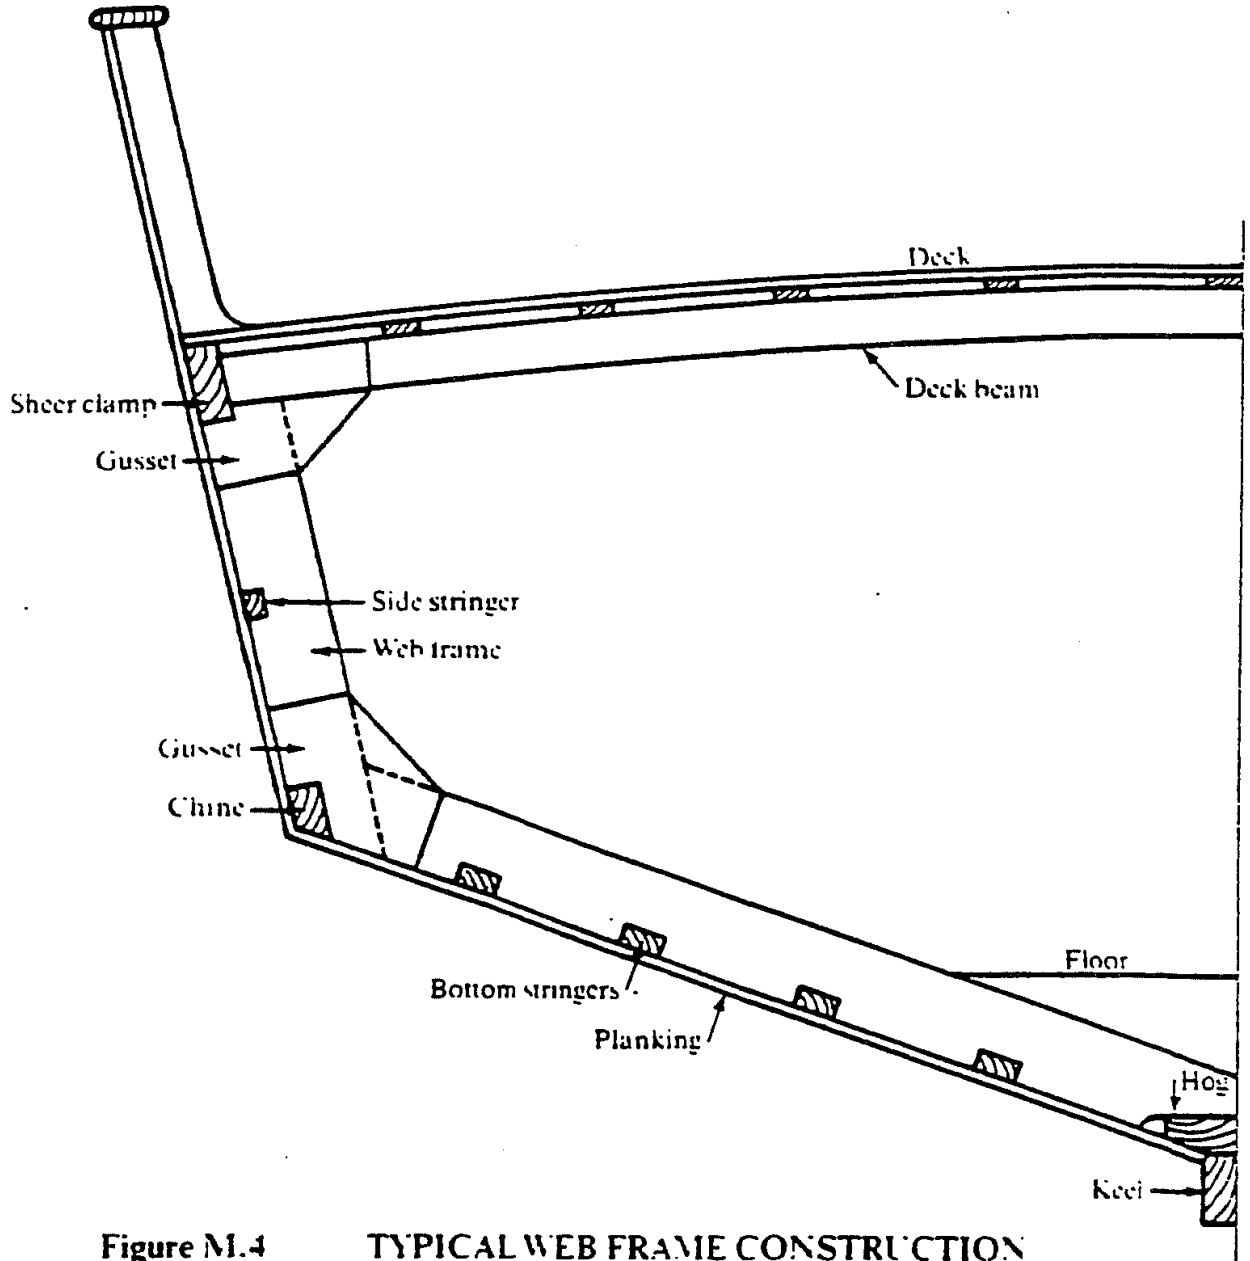 Deck
Deck beam
Sheer clamp
Gusset
Side stringer
Web frame
Gusset
Chine
Floor
Bottom stringers
Planking
Hog
Keel
Figure M.4 TYPICAL WEB FRAME CONSTRUCTION